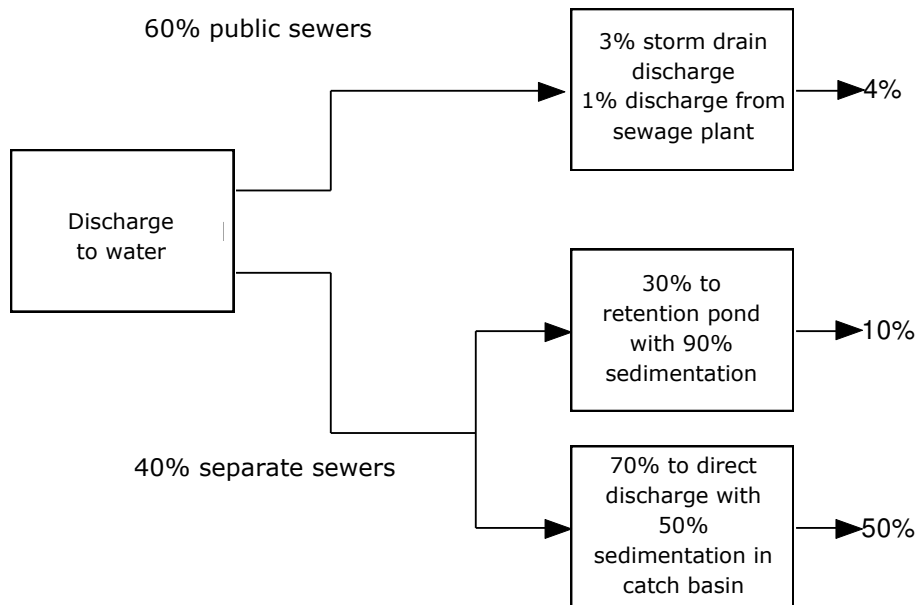 60% public sewers
3% storm drain
discharge
1% discharge from
sewage plant
4%
Discharge
to water
30% to
retention pond
with 90%
sedimentation
10%
40% separate sewers
70% to direct
discharge with
50%
sedimentation in
catch basin
50%